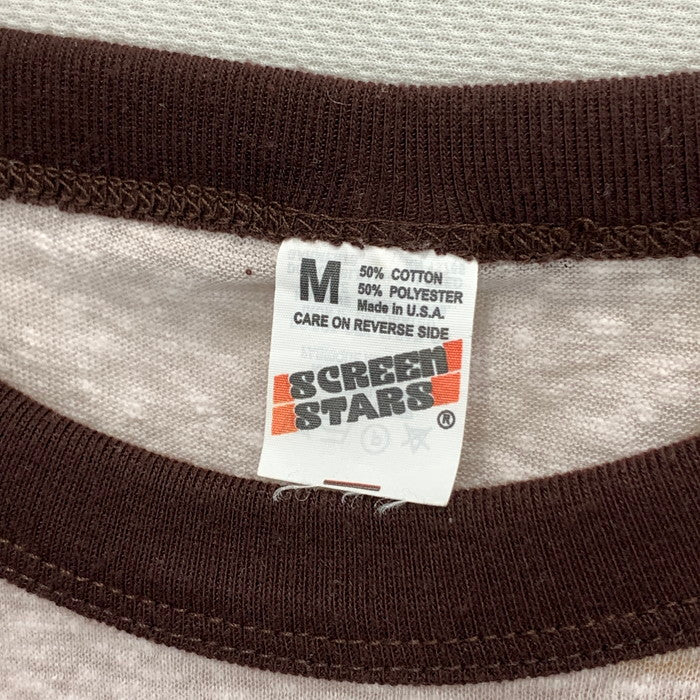 M
50% COTTON
50% POLYESTER
Made in U.S.A.
CARE ON REVERSE SIDE
SCREEN
STARS
®